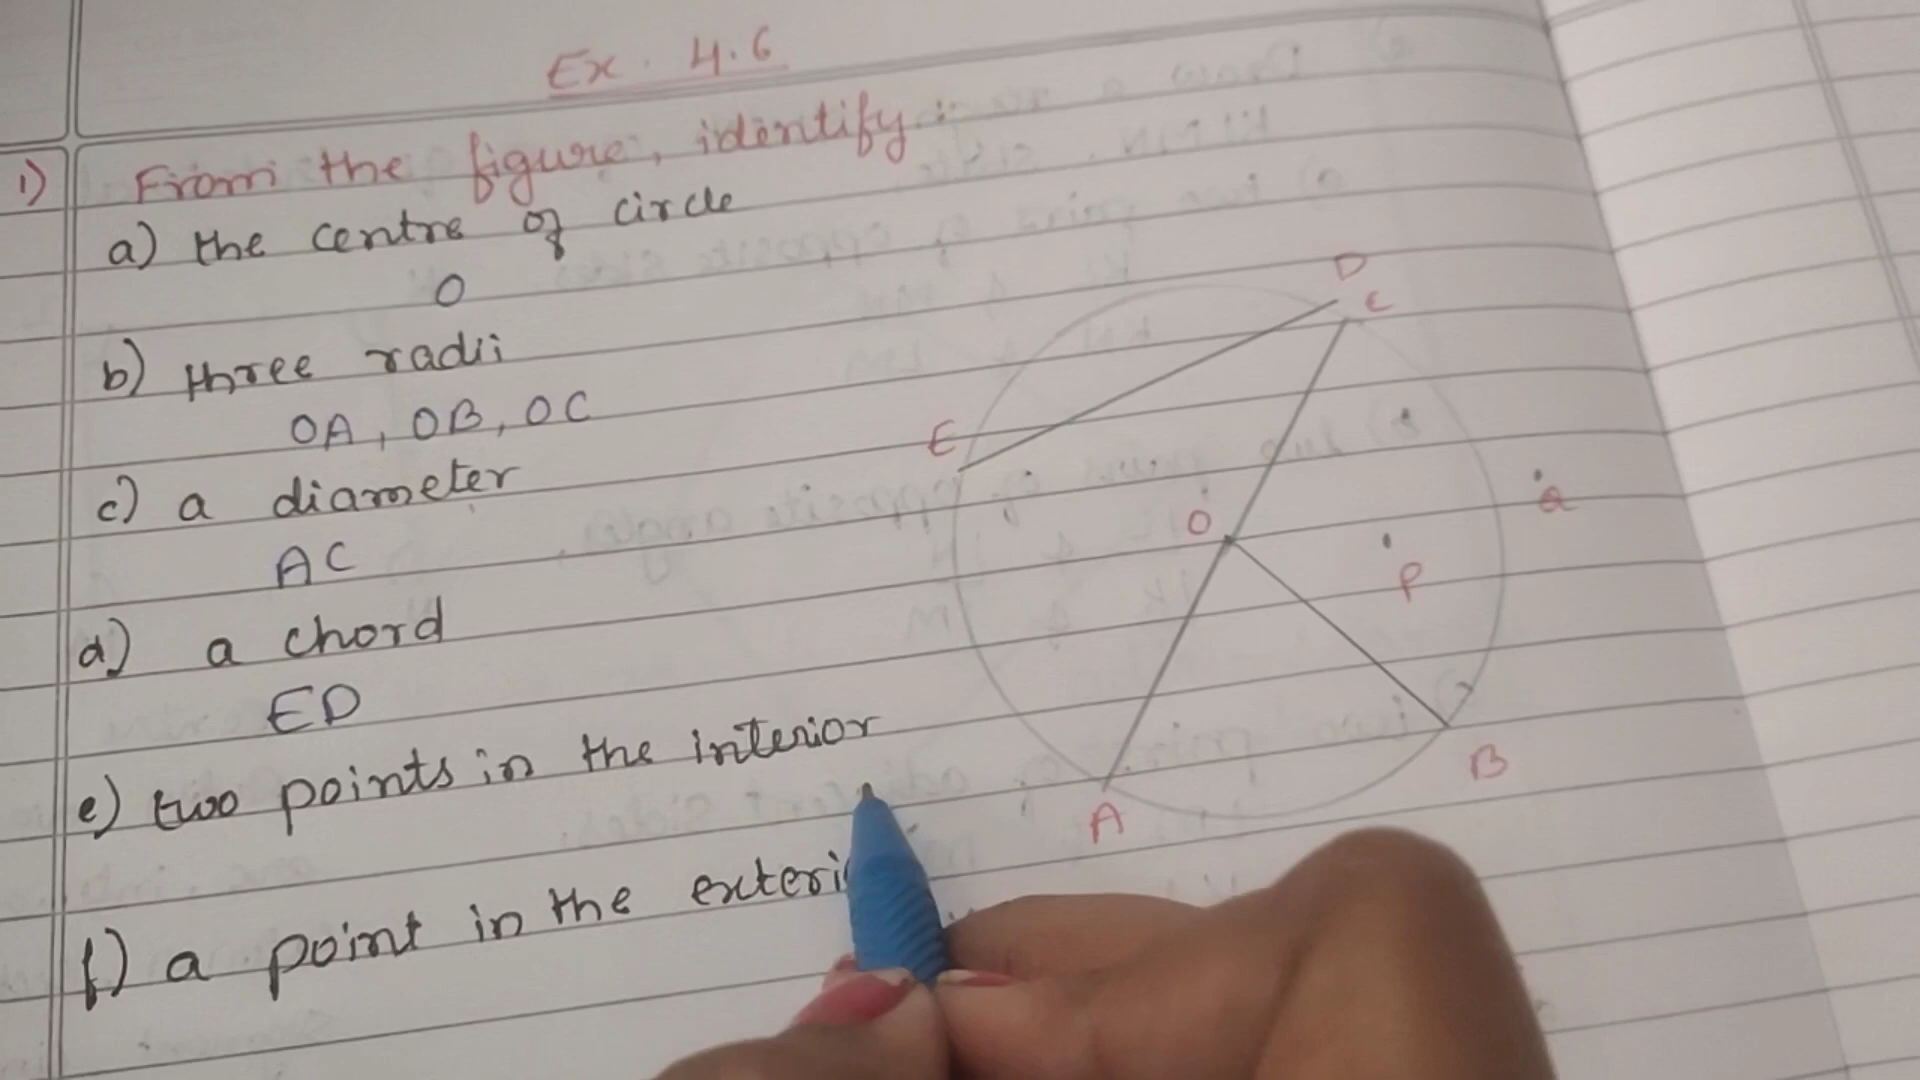 Ex. 4.6
1) From the figure, identify:
a) the centre of circle
O
b) three radii
OA, OB, OC
c) a diameter
AC
d) a chord
ED
e) two points in the interior
f) a point in the exteri
D
C
E
O
Q
P
B
A